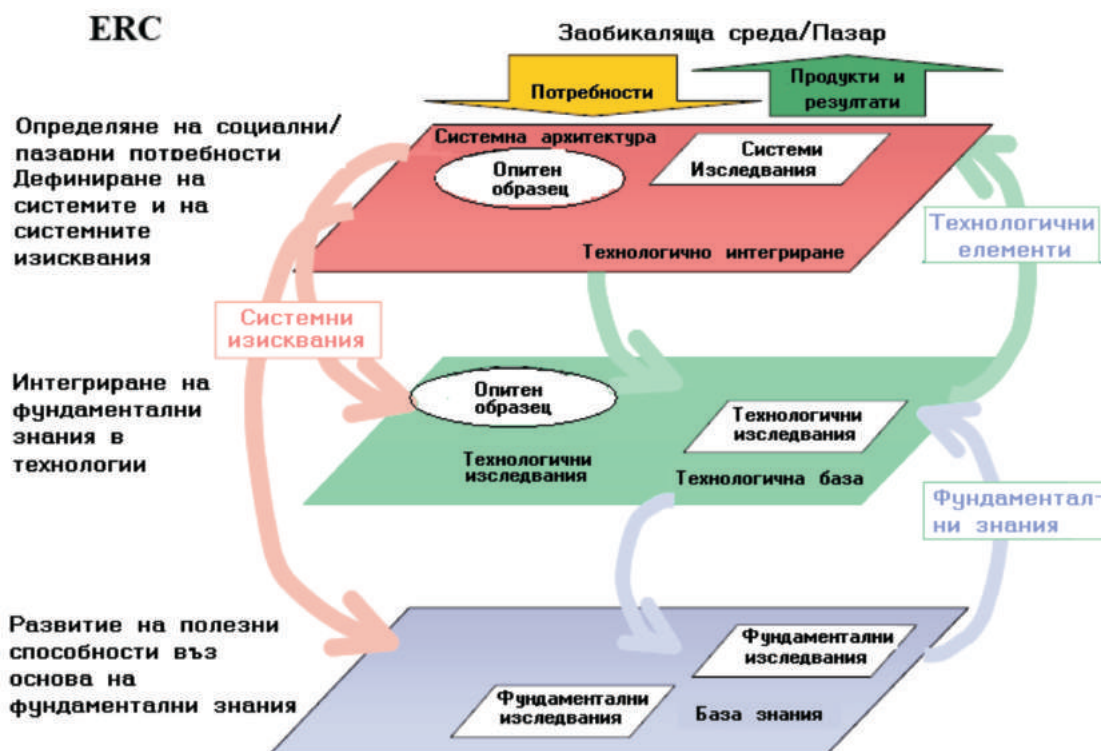 ERC
Заобикаляща среда/Пазар
Потребности
Продукти и
резултати
Определяне на социални/
пазарни потребности
Дефиниране на
системите и на
системните
изисквания
Системна архитектура
Опитен
образец
Системи
Изследвания
Технологично интегриране
Технологични
елементи
Системни
изисквания
Интегриране на
фундаментални
знания в
технологии
Опитен
образец
Технологични
изследвания
Технологични
изследвания
Технологична база
Фундаментал-
ни знания
Развитие на полезни
способности въз
основа на
фундаментални знания
Фундаментални
изследвания
Фундаментални
изследвания
База знания